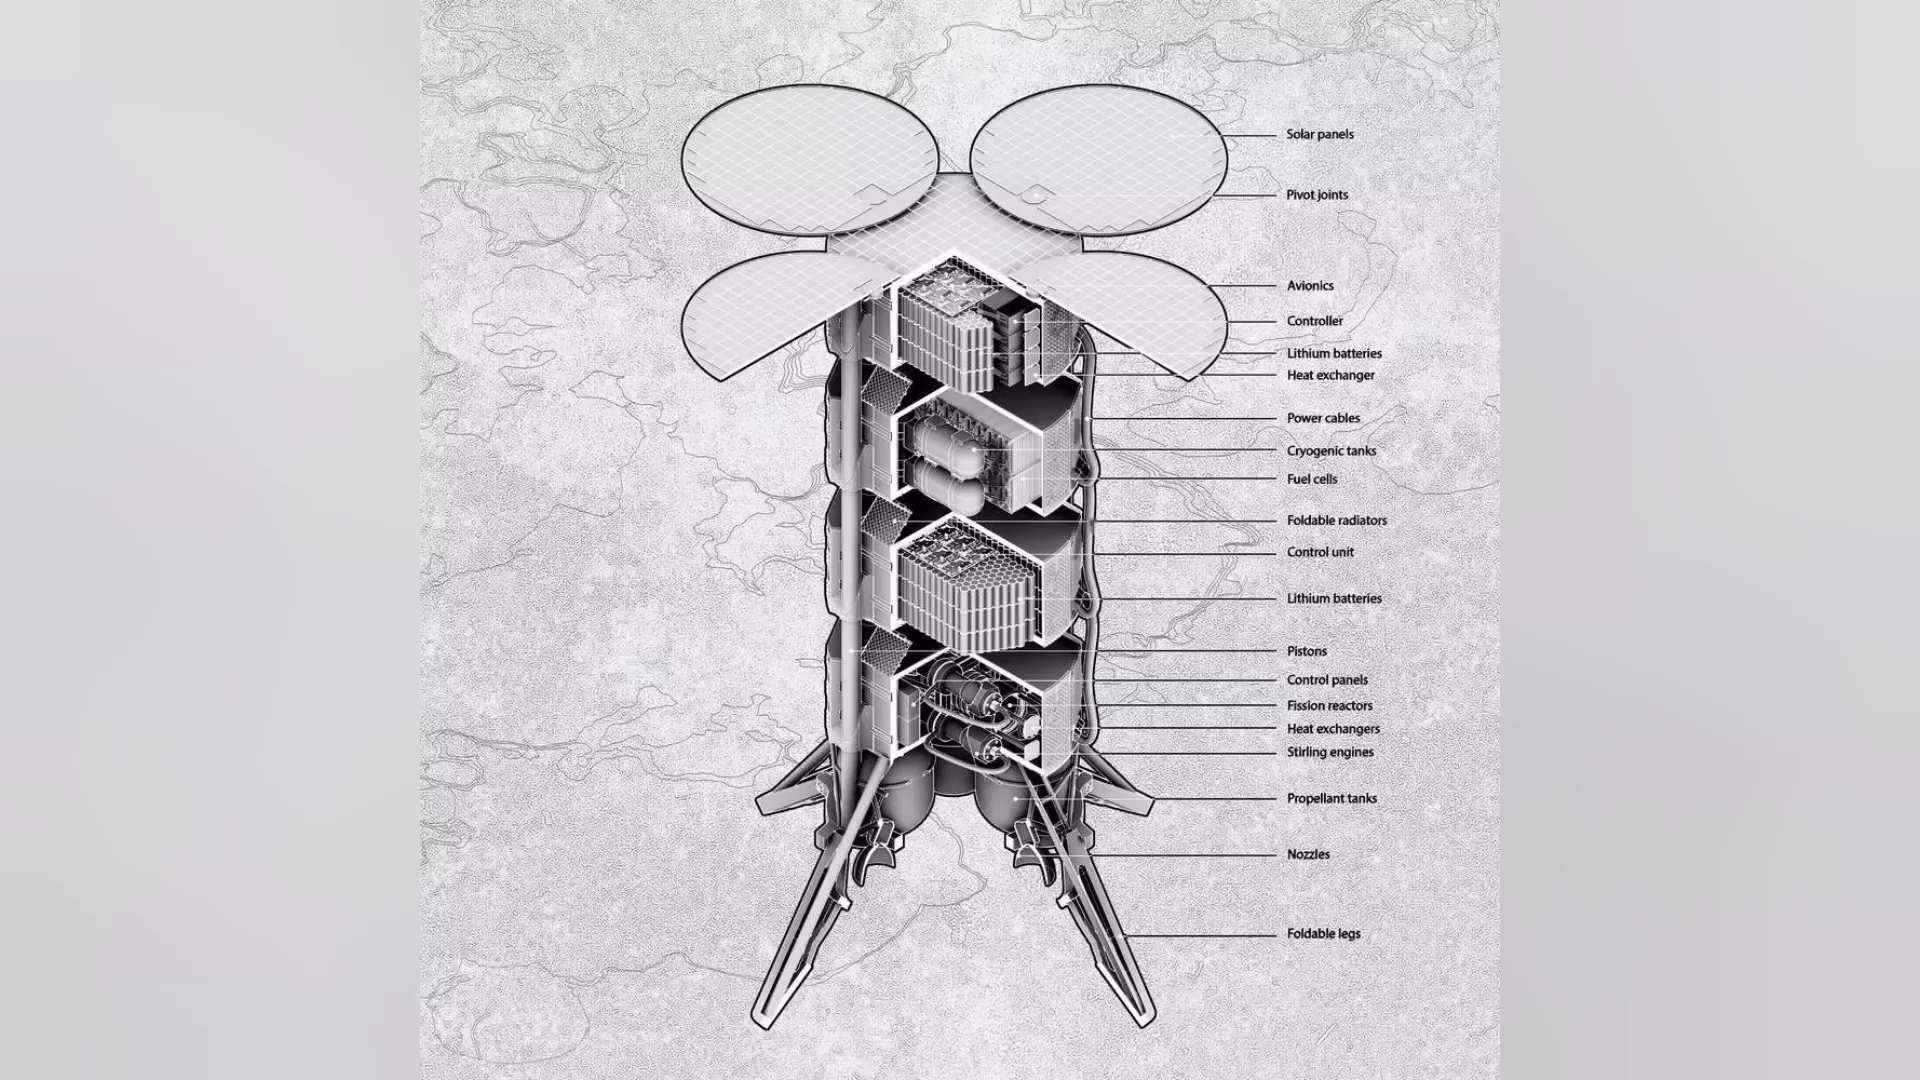 Solar panels
Pivot joints
Avionics
Controller
Lithium batteries
Heat exchanger
Power cables
Cryogenic tanks
Fuel cells
Foldable radiators
Control unit
Lithium batteries
Pistons
Control panels
Fission reactors
Heat exchangers
Stirling engines
Propellant tanks
Nozzles
Foldable legs